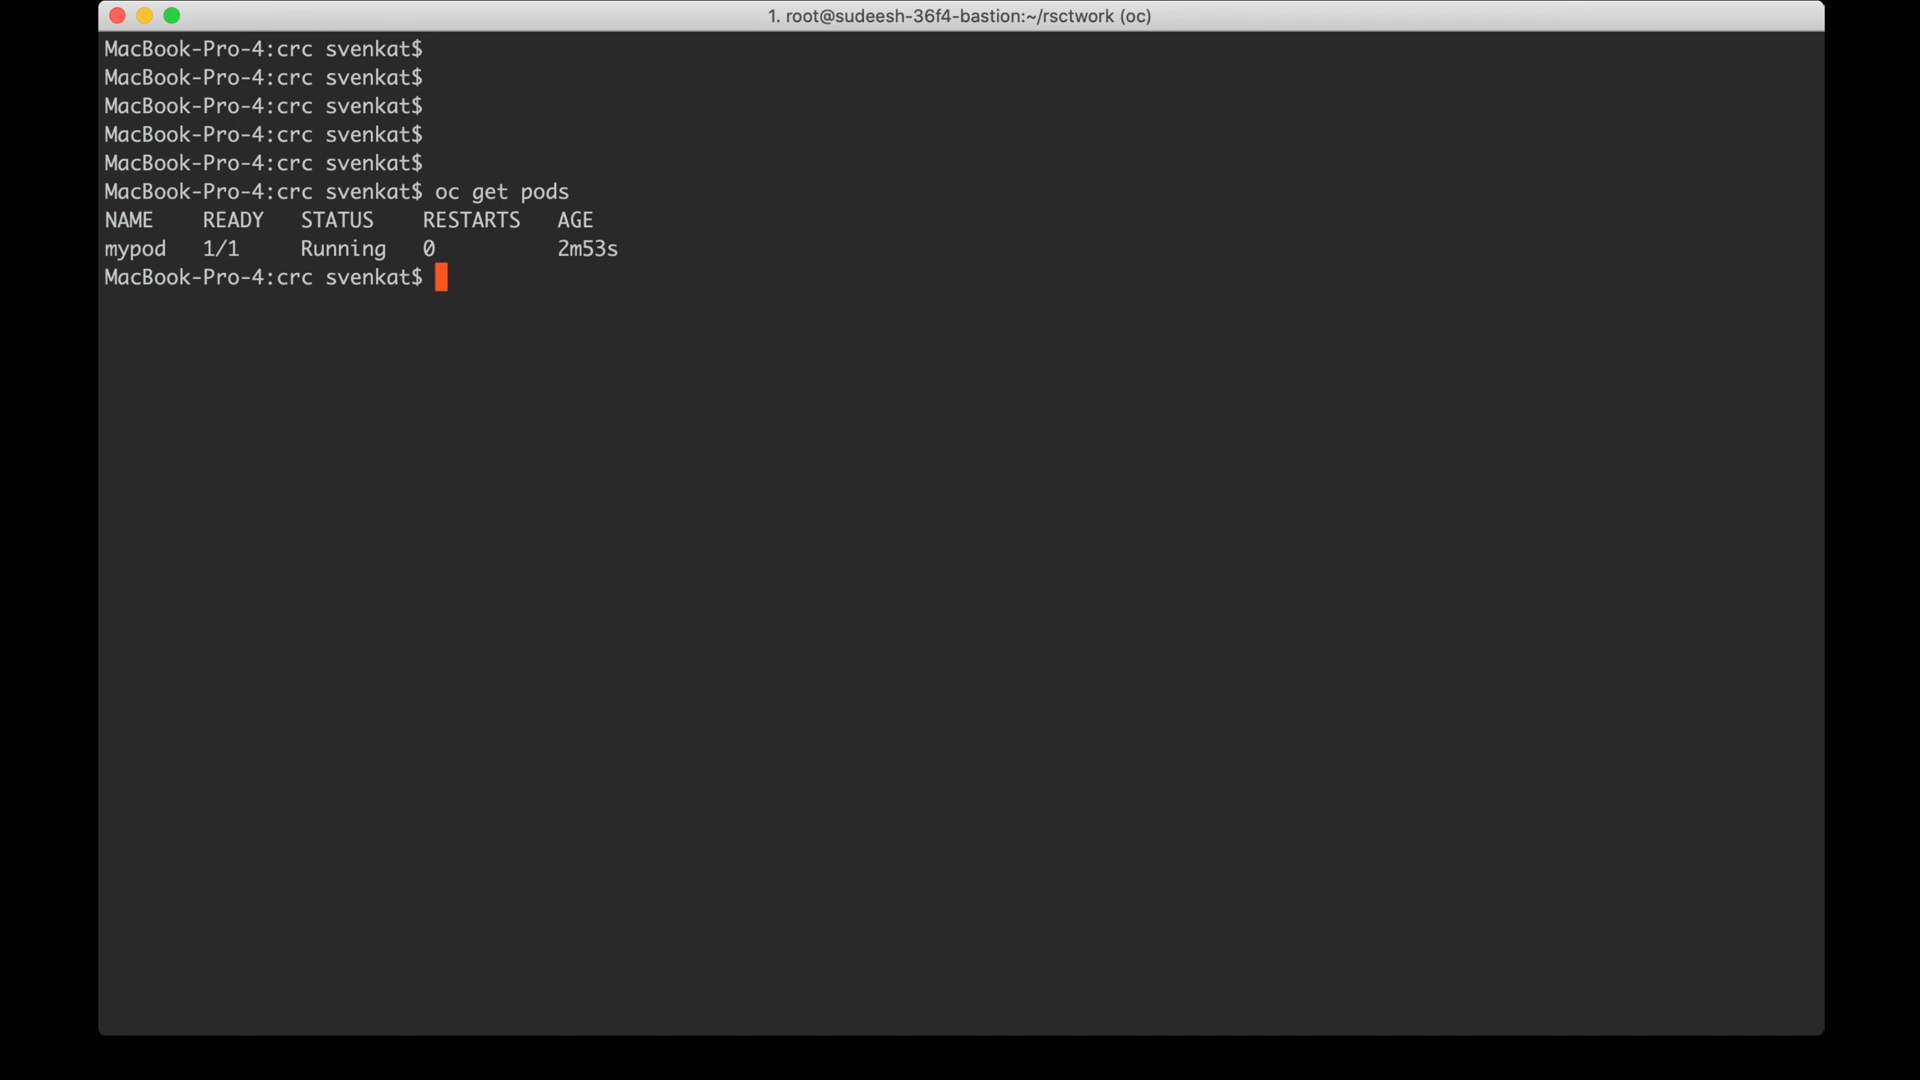 1. root@sudeesh-36f4-bastion:~/rsctwork (oc)
MacBook-Pro-4:crc svenkat$
MacBook-Pro-4:crc svenkat$
MacBook-Pro-4:crc svenkat$
MacBook-Pro-4:crc svenkat$
MacBook-Pro-4:crc svenkat$
MacBook-Pro-4:crc svenkat$ oc get pods
NAME    READY   STATUS    RESTARTS   AGE
mypod   1/1     Running   0          2m53s
MacBook-Pro-4:crc svenkat$